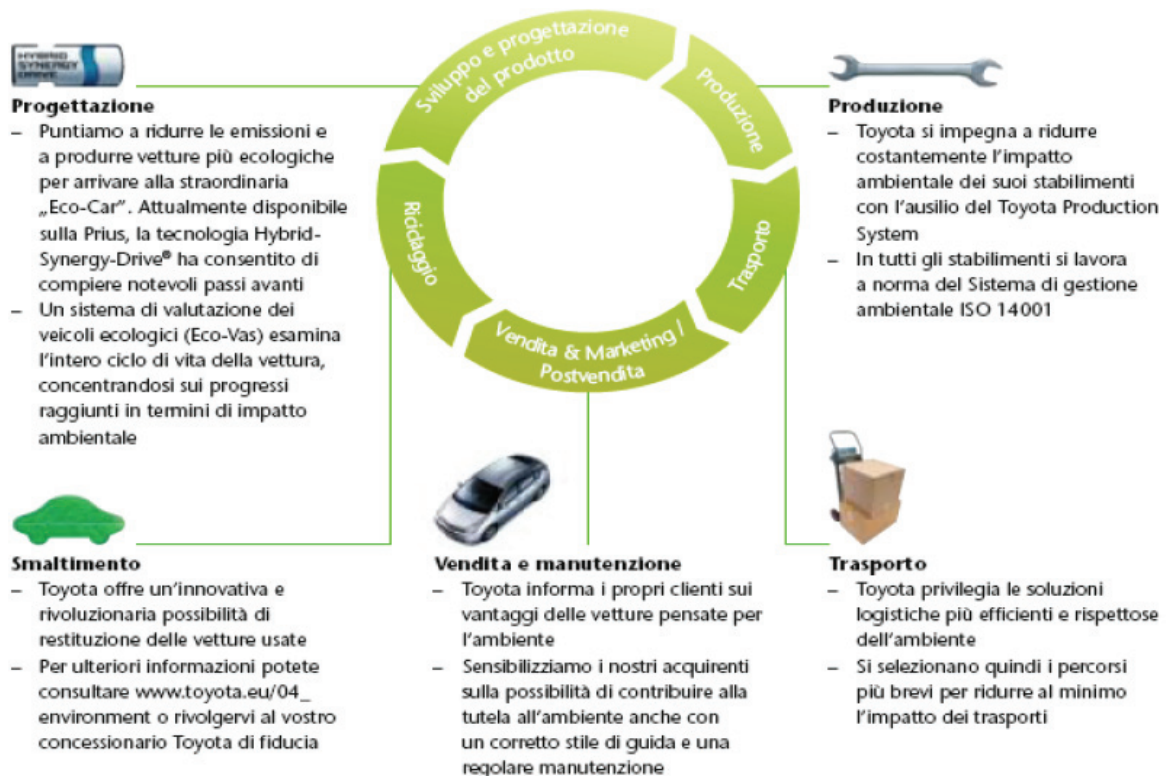 HYBRID
SYNERGY
DRIVE
Sviluppo e progettazione
del prodotto
Produzione
Trasporto
Vendita & Marketing /
Postvendita
Riciclaggio
Progettazione
– Puntiamo a ridurre le emissioni e
a produrre vetture più ecologiche
per arrivare alla straordinaria
„Eco-Car”. Attualmente disponibile
sulla Prius, la tecnologia Hybrid-
Synergy-Drive® ha consentito di
compiere notevoli passi avanti
– Un sistema di valutazione dei
veicoli ecologici (Eco-Vas) esamina
l’intero ciclo di vita della vettura,
concentrandosi sui progressi
raggiunti in termini di impatto
ambientale
Produzione
– Toyota si impegna a ridurre
costantemente l’impatto
ambientale dei suoi stabilimenti
con l’ausilio del Toyota Production
System
– In tutti gli stabilimenti si lavora
a norma del Sistema di gestione
ambientale ISO 14001
Smaltimento
– Toyota offre un’innovativa e
rivoluzionaria possibilità di
restituzione delle vetture usate
– Per ulteriori informazioni potete
consultare www.toyota.eu/04_
environment o rivolgervi al vostro
concessionario Toyota di fiducia
Vendita e manutenzione
– Toyota informa i propri clienti sui
vantaggi delle vetture pensate per
l’ambiente
– Sensibilizziamo i nostri acquirenti
sulla possibilità di contribuire alla
tutela all’ambiente anche con
un corretto stile di guida e una
regolare manutenzione
Trasporto
– Toyota privilegia le soluzioni
logistiche più efficienti e rispettose
dell’ambiente
– Si selezionano quindi i percorsi
più brevi per ridurre al minimo
l’impatto dei trasporti